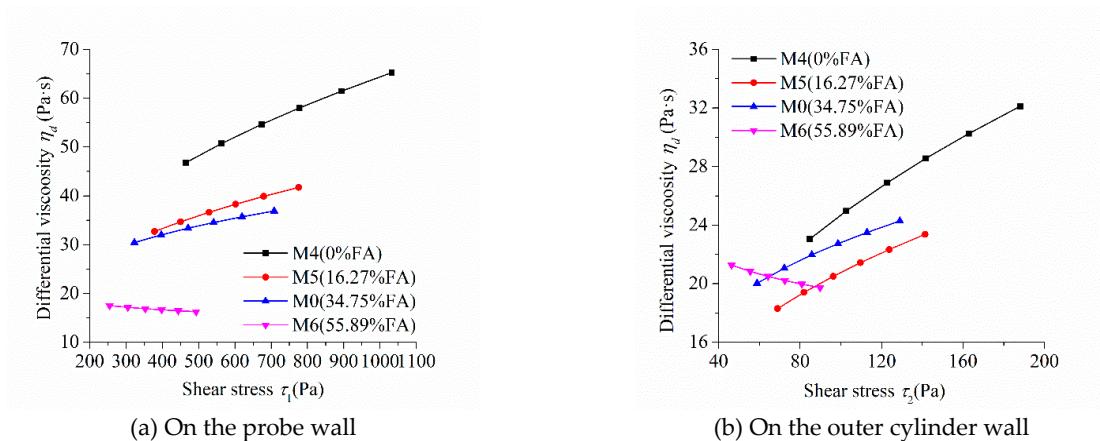 70
60
50
40
30
20
10
Differential viscoosity ηd (Pa·s)
M4(0%FA)
M5(16.27%FA)
M0(34.75%FA)
M6(55.89%FA)
200 300 400 500 600 700 800 900 1000 1100
Shear stress τ1(Pa)
(a) On the probe wall
36
32
28
24
20
16
Differential viscoosity ηd (Pa·s)
M4(0%FA)
M5(16.27%FA)
M0(34.75%FA)
M6(55.89%FA)
40 80 120 160 200
Shear stress τ2(Pa)
(b) On the outer cylinder wall